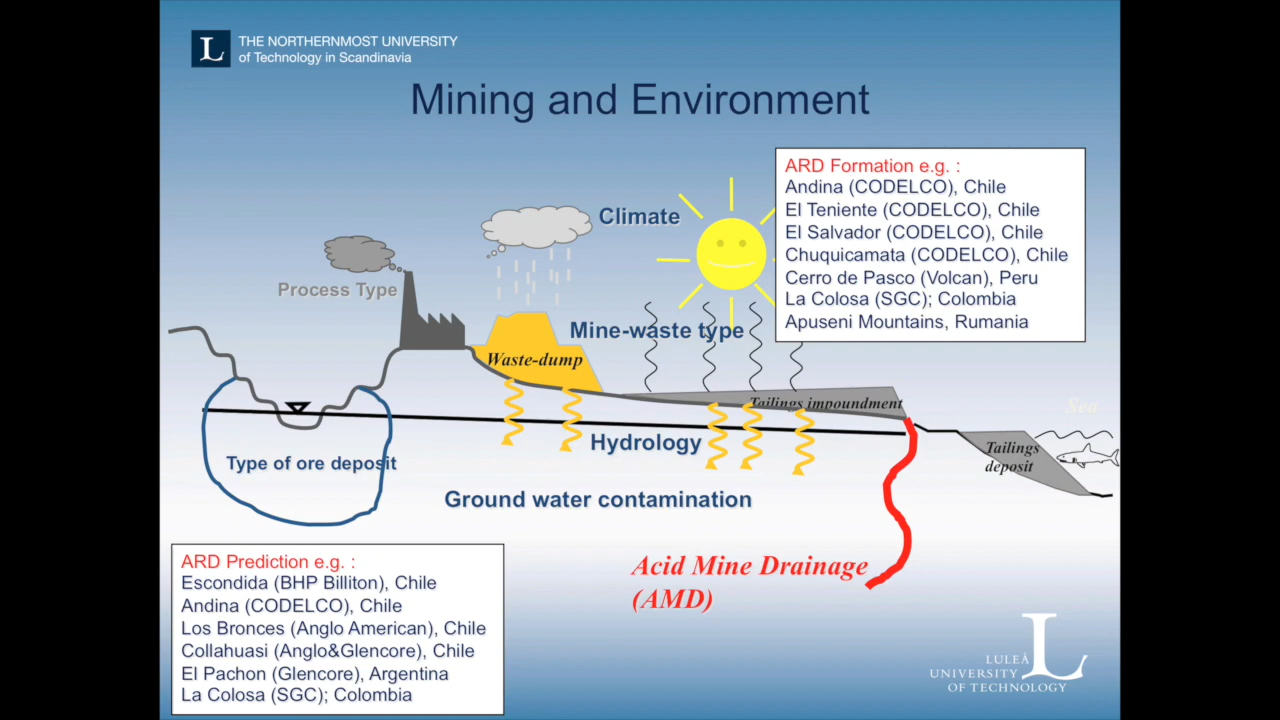 THE NORTHERNMOST UNIVERSITY
of Technology in Scandinavia
Mining and Environment
ARD Formation e.g. :
Andina (CODELCO), Chile
El Teniente (CODELCO), Chile
El Salvador (CODELCO), Chile
Chuquicamata (CODELCO), Chile
Cerro de Pasco (Volcan), Peru
La Colosa (SGC); Colombia
Apuseni Mountains, Rumania
Climate
Process Type
Mine-waste type
Waste-dump
Tailings impoundment
Sea
Hydrology
Tailings
deposit
Type of ore deposit
Ground water contamination
Acid Mine Drainage
(AMD)
ARD Prediction e.g. :
Escondida (BHP Billiton), Chile
Andina (CODELCO), Chile
Los Bronces (Anglo American), Chile
Collahuasi (Anglo&Glencore), Chile
El Pachon (Glencore), Argentina
La Colosa (SGC); Colombia
LULEÅ
UNIVERSITY
OF TECHNOLOGY